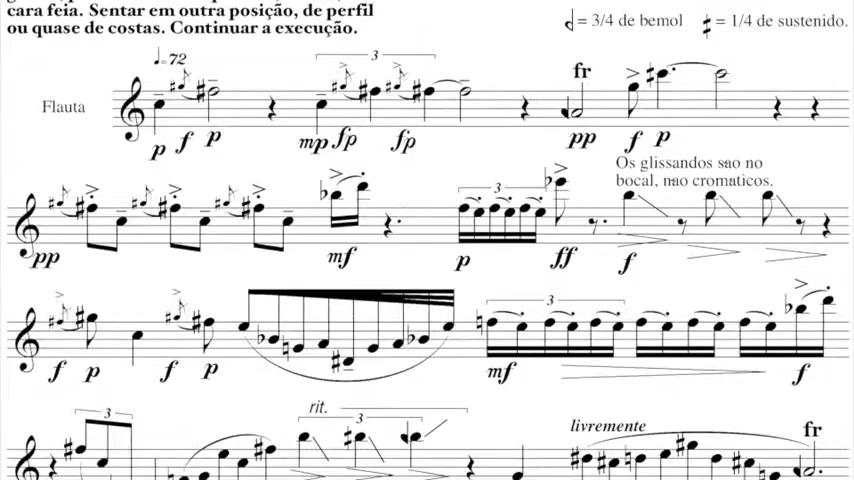 cara feia. Sentar em outra posição, de perfil
ou quase de costas. Continuar a execução.
= 3/4 de bemol = 1/4 de sustenido.
♩=72
3
fr
Flauta
p f p mp fp fp pp f p
Os glissandos sao no
bocal, nao cromaticos.
3
pp mf p ff f
3
f p f p mf f
3
rit.
3
livremente
fr